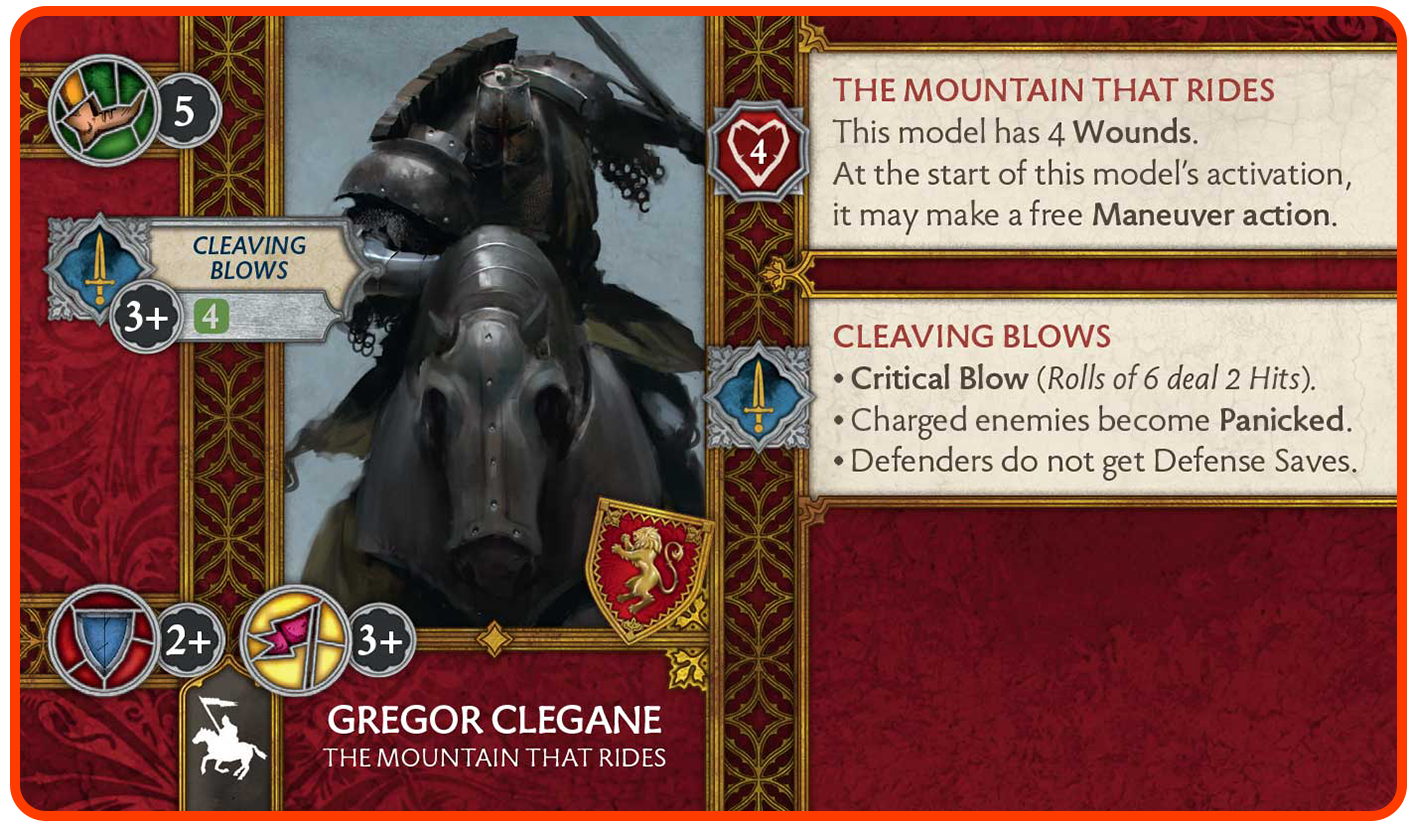 5
CLEAVING
BLOWS
3+
4
2+
3+
GREGOR CLEGANE
THE MOUNTAIN THAT RIDES
4
THE MOUNTAIN THAT RIDES
This model has 4 Wounds.
At the start of this model's activation,
it may make a free Maneuver action.
CLEAVING BLOWS
• Critical Blow (Rolls of 6 deal 2 Hits).
• Charged enemies become Panicked.
• Defenders do not get Defense Saves.